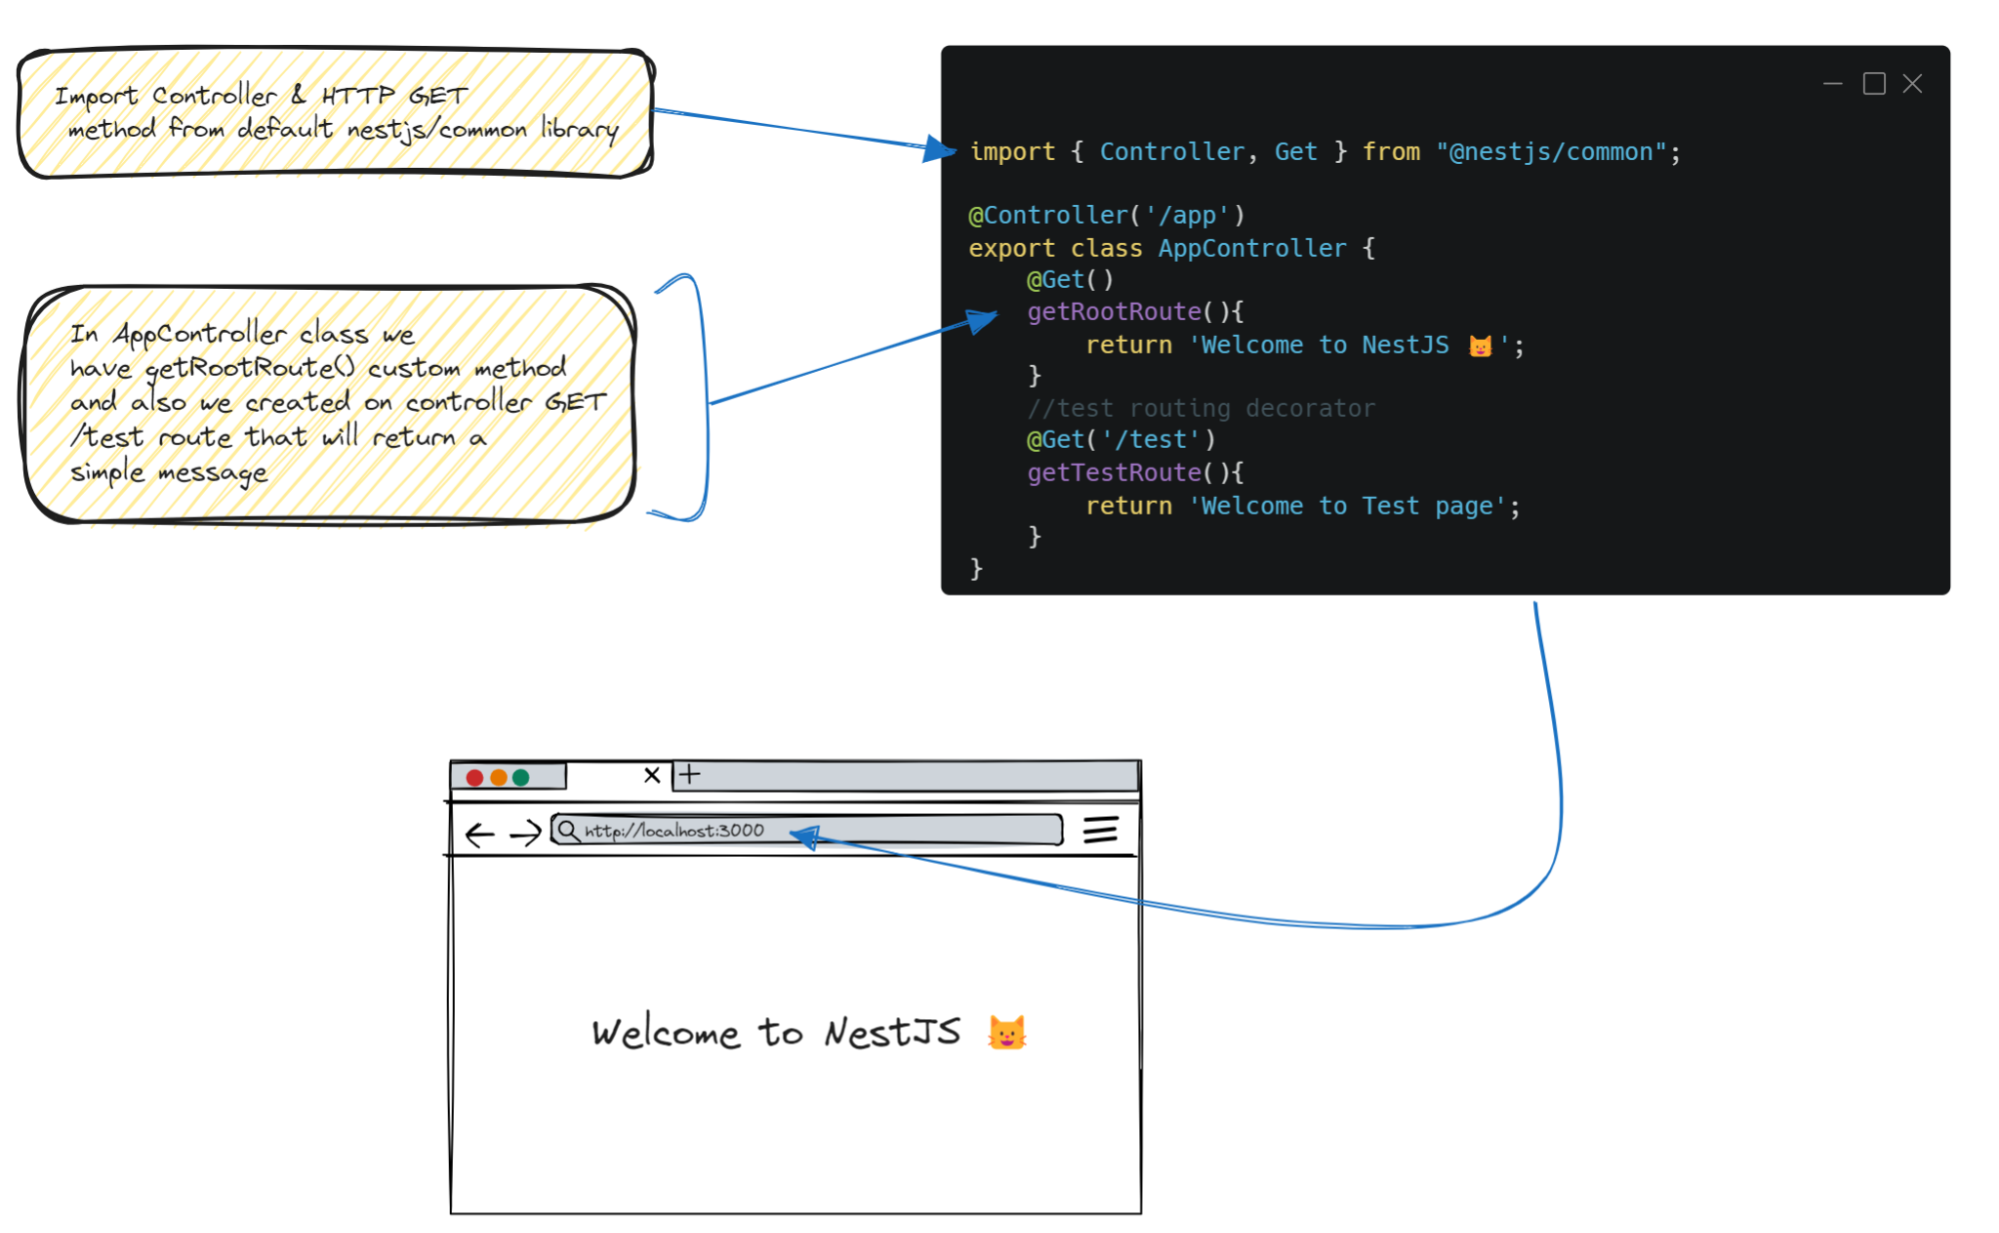 Import Controller & HTTP GET
method from default nestjs/common library
In AppController class we
have getRootRoute() custom method
and also we created on controller GET
/test route that will return a
simple message
import { Controller, Get } from "@nestjs/common";
@Controller('/app')
export class AppController {
    @Get()
    getRootRoute(){
        return 'Welcome to NestJS 😺';
    }
    //test routing decorator
    @Get('/test')
    getTestRoute(){
        return 'Welcome to Test page';
    }
}
http://localhost:3000
Welcome to NestJS 😺